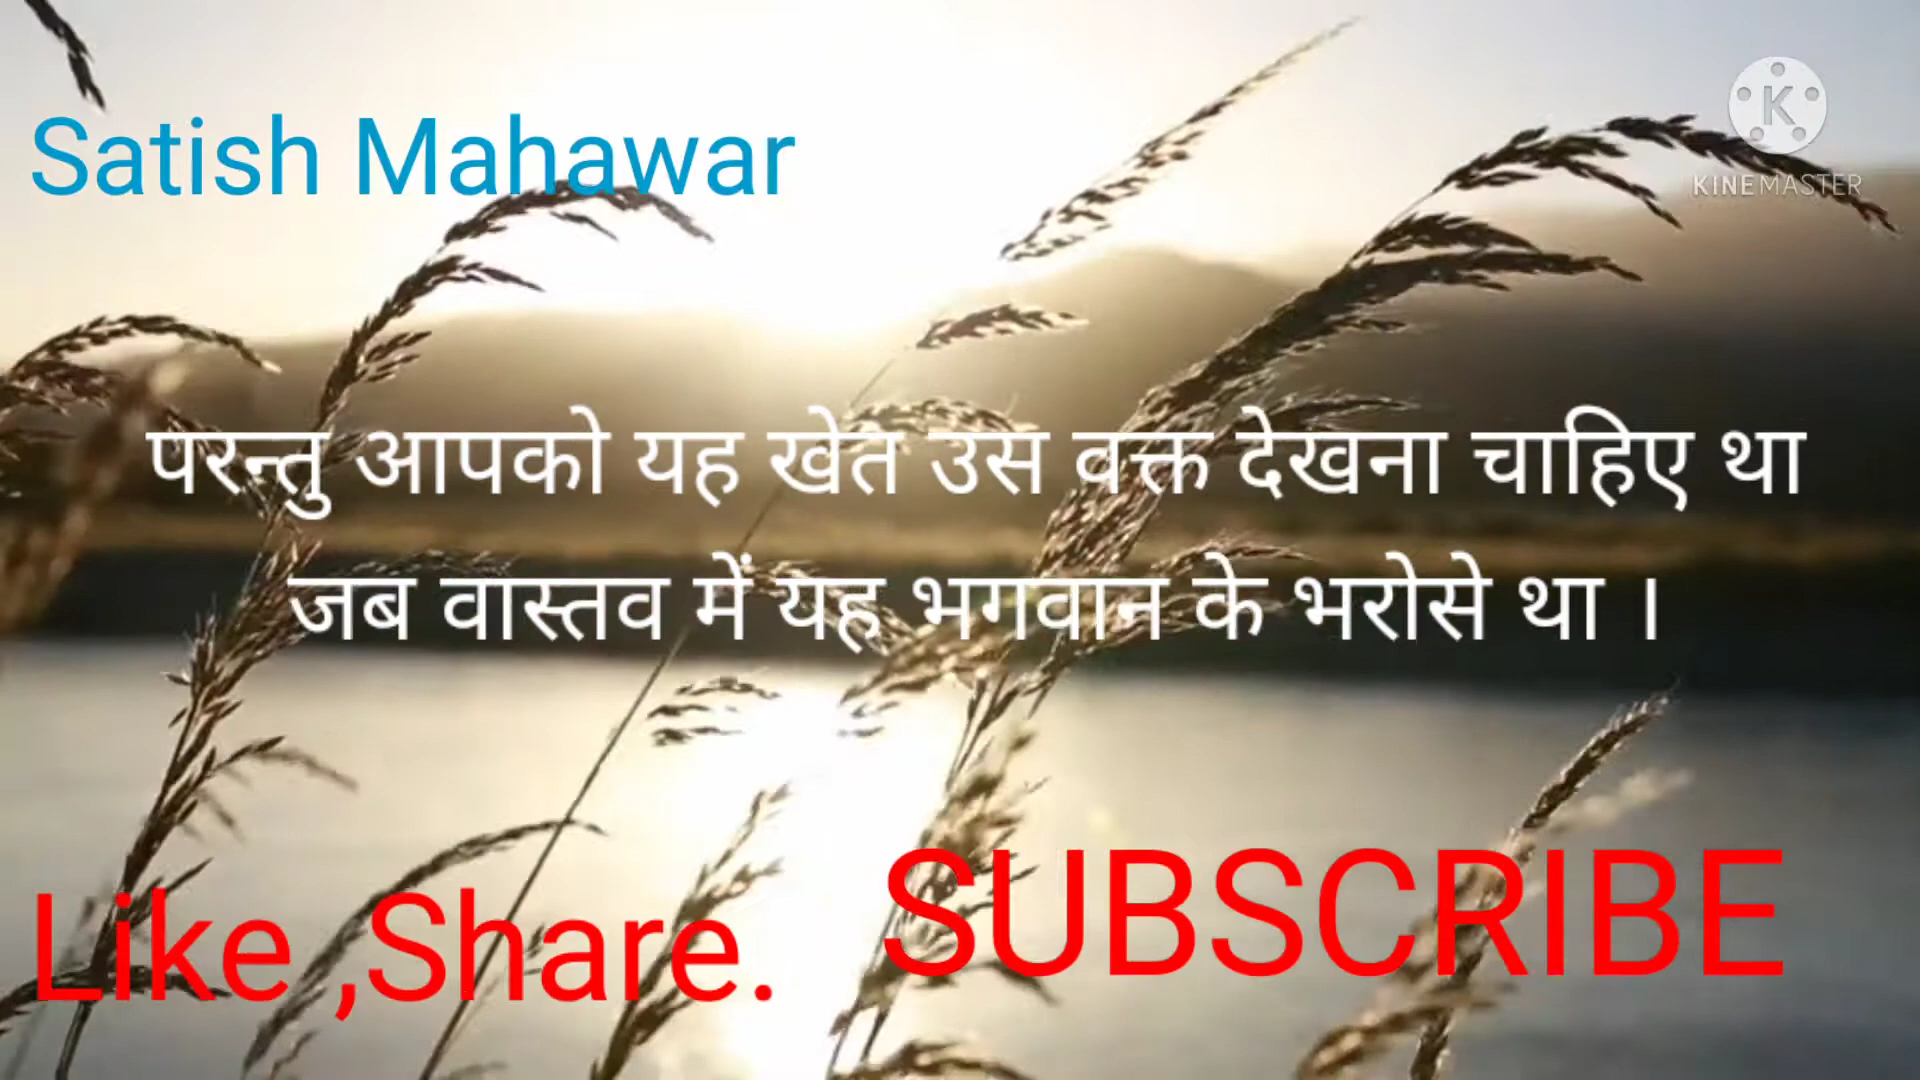 Satish Mahawar
KINEMASTER
परन्तु आपको यह खेत उस वक्त देखना चाहिए था
जब वास्तव में यह भगवान के भरोसे था ।
Like ,Share.
SUBSCRIBE